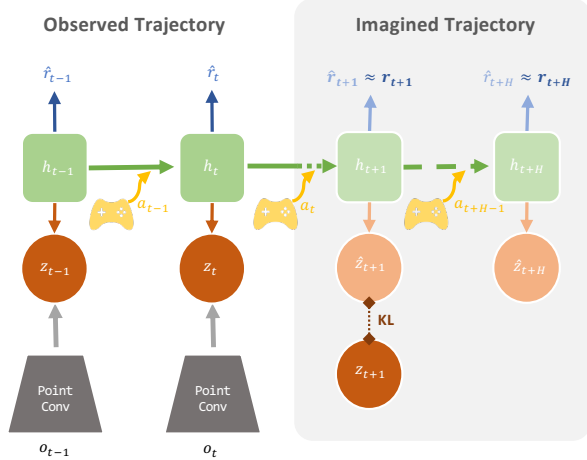 Observed Trajectory
Imagined Trajectory
r̂ₜ₋₁
r̂ₜ
r̂ₜ₊₁ ≈ rₜ₊₁
r̂ₜ₊H ≈ rₜ₊H
hₜ₋₁
hₜ
hₜ₊₁
hₜ₊H
aₜ₋₁
aₜ
aₜ₊H₋₁
zₜ₋₁
zₜ
ẑₜ₊₁
ẑₜ₊H
KL
zₜ₊₁
Point
Conv
Point
Conv
oₜ₋₁
oₜ